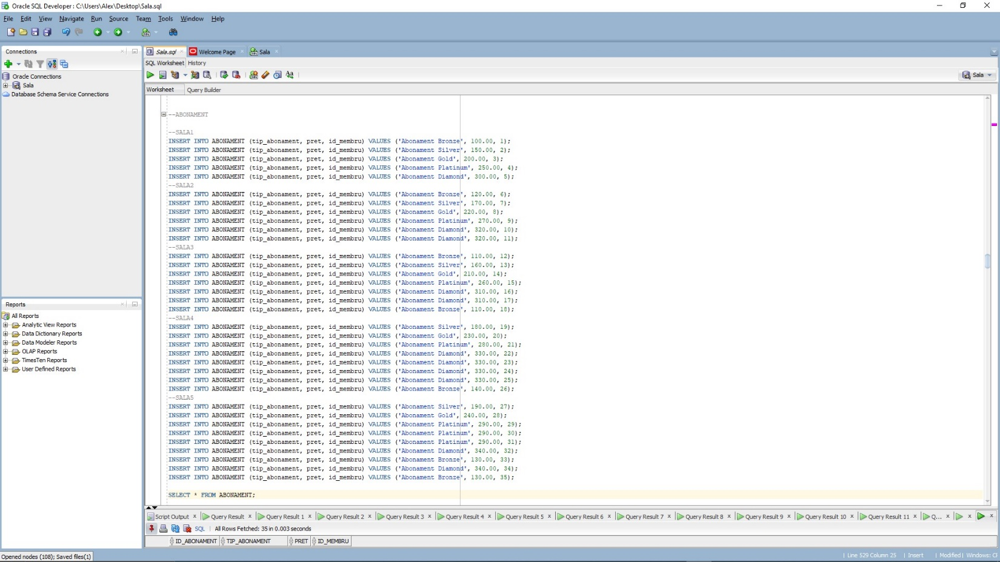 Oracle SQL Developer : C:\Users\Alex\Desktop\Sala.sql
File Edit View Navigate Run Source Team Tools Window Help
Connections
Oracle Connections
Sala
Database Schema Service Connections
Reports
All Reports
Analytic View Reports
Data Dictionary Reports
Data Modeler Reports
OLAP Reports
TimesTen Reports
User Defined Reports
Sala.sql Welcome Page Sala
SQL Worksheet History
Sala
Worksheet Query Builder
--ABONAMENT
--SALA1
INSERT INTO ABONAMENT (tip_abonament, pret, id_membru) VALUES ('Abonament Bronze', 100.00, 1);
INSERT INTO ABONAMENT (tip_abonament, pret, id_membru) VALUES ('Abonament Silver', 150.00, 2);
INSERT INTO ABONAMENT (tip_abonament, pret, id_membru) VALUES ('Abonament Gold', 200.00, 3);
INSERT INTO ABONAMENT (tip_abonament, pret, id_membru) VALUES ('Abonament Platinum', 250.00, 4);
INSERT INTO ABONAMENT (tip_abonament, pret, id_membru) VALUES ('Abonament Diamond', 300.00, 5);
--SALA2
INSERT INTO ABONAMENT (tip_abonament, pret, id_membru) VALUES ('Abonament Bronze', 120.00, 6);
INSERT INTO ABONAMENT (tip_abonament, pret, id_membru) VALUES ('Abonament Silver', 170.00, 7);
INSERT INTO ABONAMENT (tip_abonament, pret, id_membru) VALUES ('Abonament Gold', 220.00, 8);
INSERT INTO ABONAMENT (tip_abonament, pret, id_membru) VALUES ('Abonament Platinum', 270.00, 9);
INSERT INTO ABONAMENT (tip_abonament, pret, id_membru) VALUES ('Abonament Diamond', 320.00, 10);
INSERT INTO ABONAMENT (tip_abonament, pret, id_membru) VALUES ('Abonament Diamond', 320.00, 11);
--SALA3
INSERT INTO ABONAMENT (tip_abonament, pret, id_membru) VALUES ('Abonament Bronze', 110.00, 12);
INSERT INTO ABONAMENT (tip_abonament, pret, id_membru) VALUES ('Abonament Silver', 160.00, 13);
INSERT INTO ABONAMENT (tip_abonament, pret, id_membru) VALUES ('Abonament Gold', 210.00, 14);
INSERT INTO ABONAMENT (tip_abonament, pret, id_membru) VALUES ('Abonament Platinum', 260.00, 15);
INSERT INTO ABONAMENT (tip_abonament, pret, id_membru) VALUES ('Abonament Diamond', 310.00, 16);
INSERT INTO ABONAMENT (tip_abonament, pret, id_membru) VALUES ('Abonament Diamond', 310.00, 17);
INSERT INTO ABONAMENT (tip_abonament, pret, id_membru) VALUES ('Abonament Bronze', 110.00, 18);
--SALA4
INSERT INTO ABONAMENT (tip_abonament, pret, id_membru) VALUES ('Abonament Silver', 180.00, 19);
INSERT INTO ABONAMENT (tip_abonament, pret, id_membru) VALUES ('Abonament Gold', 230.00, 20);
INSERT INTO ABONAMENT (tip_abonament, pret, id_membru) VALUES ('Abonament Platinum', 280.00, 21);
INSERT INTO ABONAMENT (tip_abonament, pret, id_membru) VALUES ('Abonament Diamond', 330.00, 22);
INSERT INTO ABONAMENT (tip_abonament, pret, id_membru) VALUES ('Abonament Diamond', 330.00, 23);
INSERT INTO ABONAMENT (tip_abonament, pret, id_membru) VALUES ('Abonament Diamond', 330.00, 24);
INSERT INTO ABONAMENT (tip_abonament, pret, id_membru) VALUES ('Abonament Diamond', 330.00, 25);
INSERT INTO ABONAMENT (tip_abonament, pret, id_membru) VALUES ('Abonament Bronze', 140.00, 26);
--SALA5
INSERT INTO ABONAMENT (tip_abonament, pret, id_membru) VALUES ('Abonament Silver', 190.00, 27);
INSERT INTO ABONAMENT (tip_abonament, pret, id_membru) VALUES ('Abonament Gold', 240.00, 28);
INSERT INTO ABONAMENT (tip_abonament, pret, id_membru) VALUES ('Abonament Platinum', 290.00, 29);
INSERT INTO ABONAMENT (tip_abonament, pret, id_membru) VALUES ('Abonament Platinum', 290.00, 30);
INSERT INTO ABONAMENT (tip_abonament, pret, id_membru) VALUES ('Abonament Platinum', 290.00, 31);
INSERT INTO ABONAMENT (tip_abonament, pret, id_membru) VALUES ('Abonament Diamond', 340.00, 32);
INSERT INTO ABONAMENT (tip_abonament, pret, id_membru) VALUES ('Abonament Bronze', 130.00, 33);
INSERT INTO ABONAMENT (tip_abonament, pret, id_membru) VALUES ('Abonament Diamond', 340.00, 34);
INSERT INTO ABONAMENT (tip_abonament, pret, id_membru) VALUES ('Abonament Bronze', 130.00, 35);
SELECT * FROM ABONAMENT;
Script Output Query Result Query Result 1 Query Result 2 Query Result 3 Query Result 4 Query Result 5 Query Result 6 Query Result 7 Query Result 8 Query Result 9 Query Result 10 Query Result 11 Q...
SQL All Rows Fetched: 35 in 0.003 seconds
ID_ABONAMENT TIP_ABONAMENT PRET ID_MEMBRU
Opened nodes (108); Saved files(1) Line 529 Column 25 Insert Modified Windows: Cl